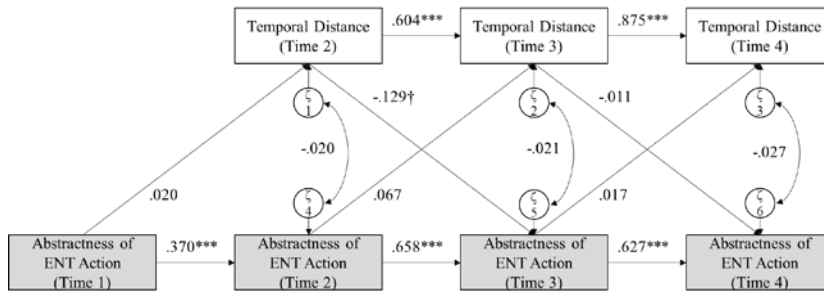 Temporal Distance
(Time 2)
.604***
Temporal Distance
(Time 3)
.875***
Temporal Distance
(Time 4)
ζ
1
-.129†
ζ
2
-.011
ζ
3
-.020
-.021
-.027
.020
ζ
4
.067
ζ
5
.017
ζ
6
Abstractness of
ENT Action
(Time 1)
.370***
Abstractness of
ENT Action
(Time 2)
.658***
Abstractness of
ENT Action
(Time 3)
.627***
Abstractness of
ENT Action
(Time 4)